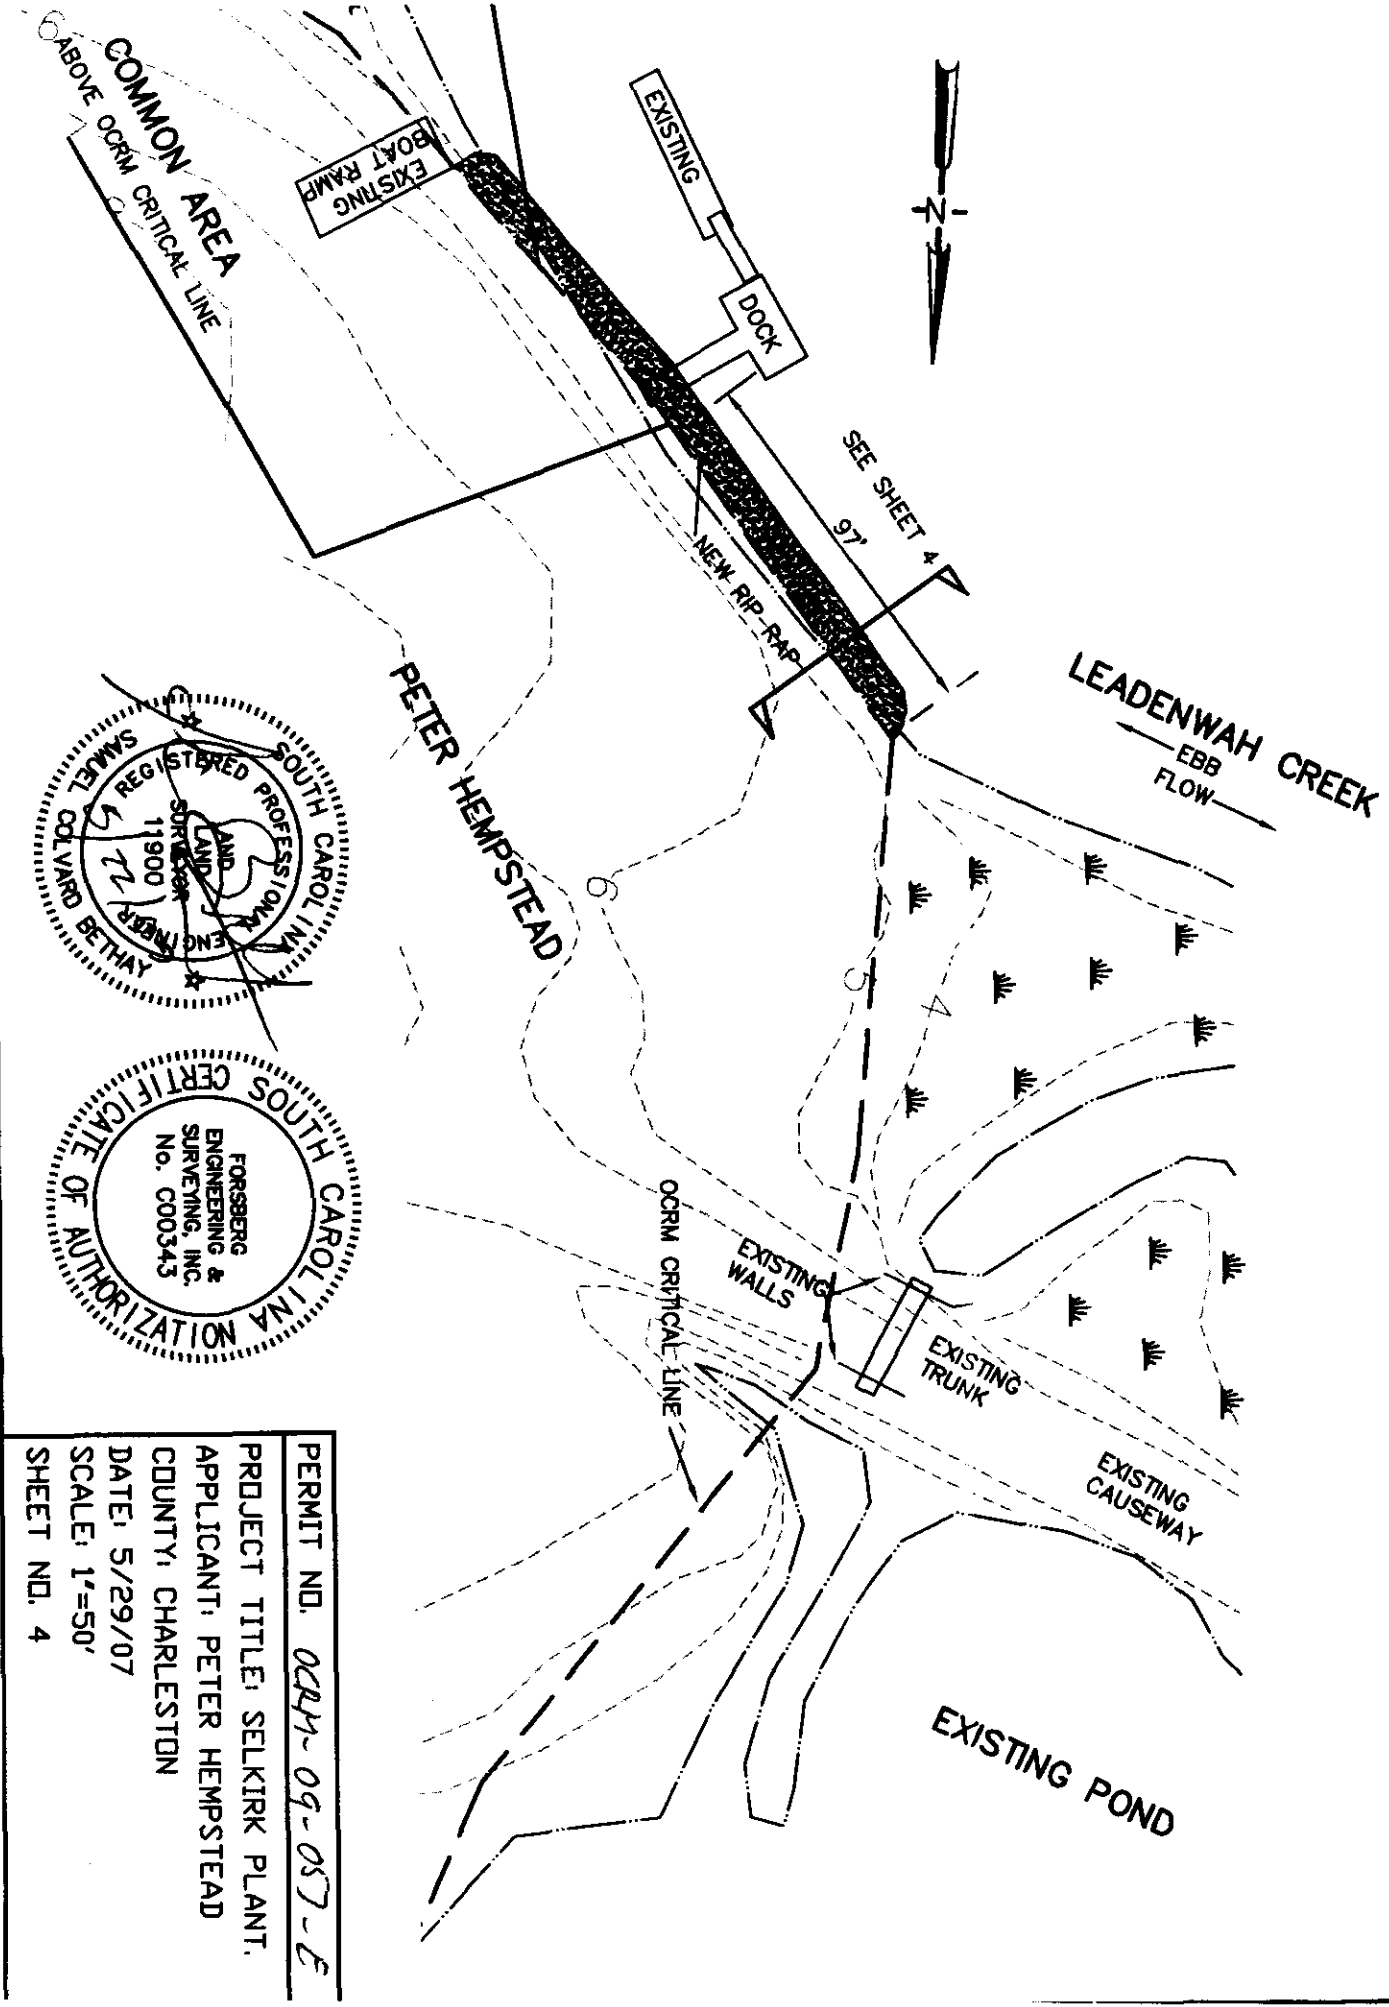 COMMON AREA
ABOVE OCRM CRITICAL LINE
6
EXISTING
BOAT RAMP
EXISTING
DOCK
N
SEE SHEET 4
97'
NEW RIP-RAP
LEADENWAH CREEK
EBB
FLOW
PETER HEMPSTEAD
6
5
4
OCRM CRITICAL LINE
EXISTING
WALLS
EXISTING
TRUNK
EXISTING
CAUSEWAY
EXISTING POND
SOUTH CAROLINA
REGISTERED PROFESSIONAL
ENGINEER
AND
LAND
SURVEYOR
11900
SAMUEL COLVARD BETHAY
SOUTH CAROLINA
CERTIFICATE OF AUTHORIZATION
FORSBERG
ENGINEERING &
SURVEYING, INC.
No. C00343
PERMIT NO. OCRM-09-057-E
PROJECT TITLE: SELKIRK PLANT.
APPLICANT: PETER HEMPSTEAD
COUNTY: CHARLESTON
DATE: 5/29/07
SCALE: 1"=50'
SHEET NO. 4